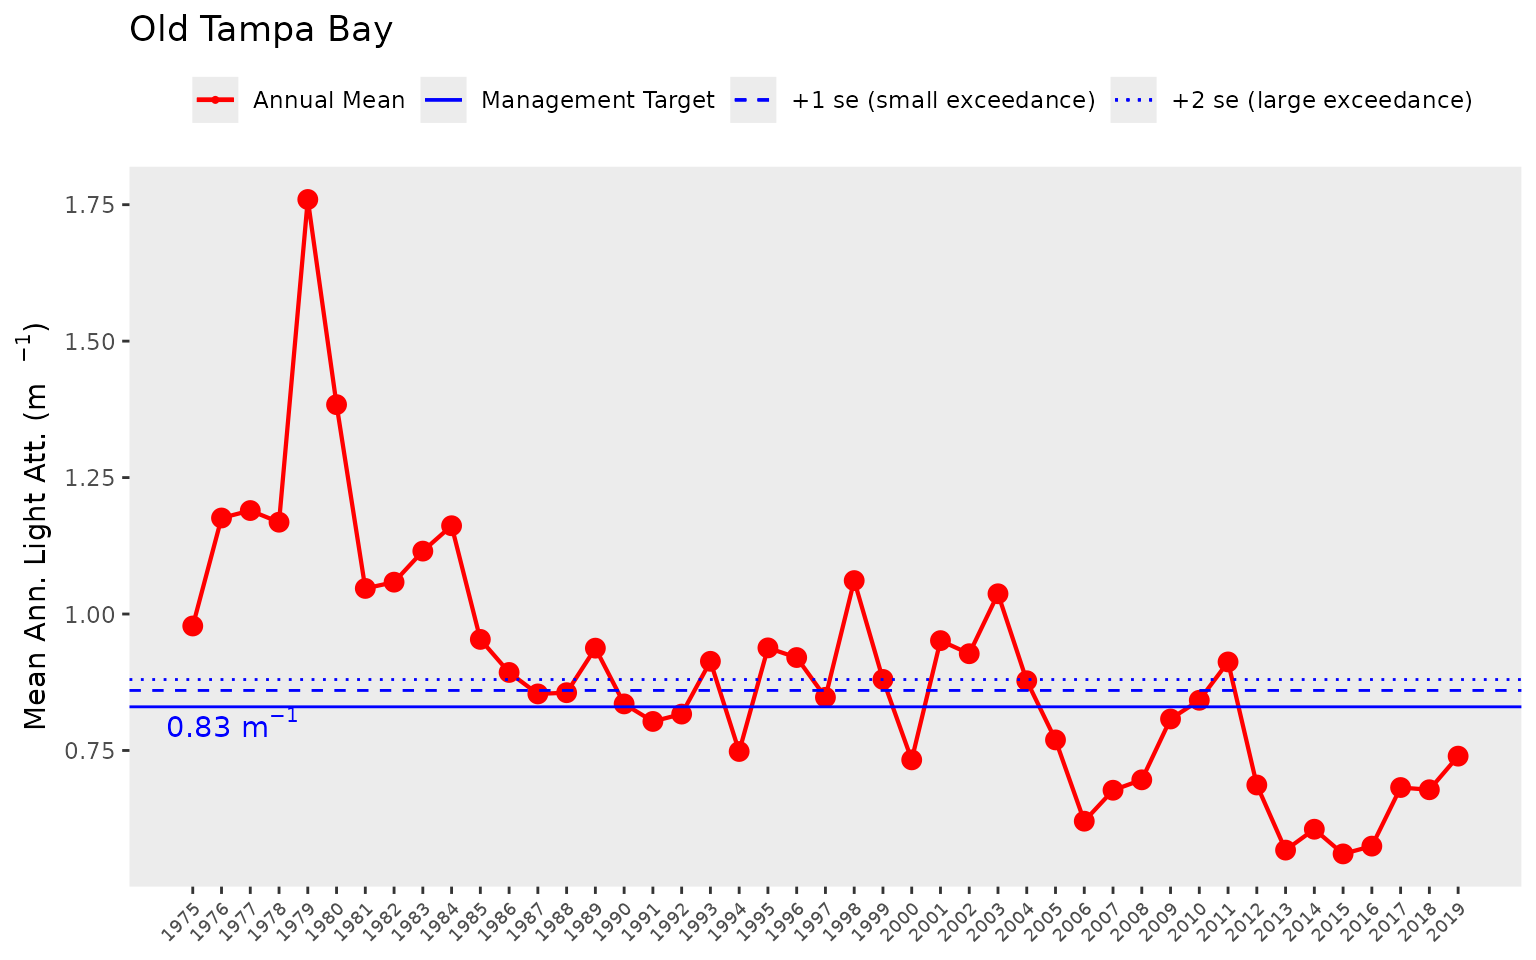 Old Tampa Bay
Annual Mean Management Target +1 se (small exceedance) +2 se (large exceedance)
Mean Ann. Light Att. (m ⁻¹)
1.75
1.50
1.25
1.00
0.75
0.83 m⁻¹
1975 1976 1977 1978 1979 1980 1981 1982 1983 1984 1985 1986 1987 1988 1989 1990 1991 1992 1993 1994 1995 1996 1997 1998 1999 2000 2001 2002 2003 2004 2005 2006 2007 2008 2009 2010 2011 2012 2013 2014 2015 2016 2017 2018 2019